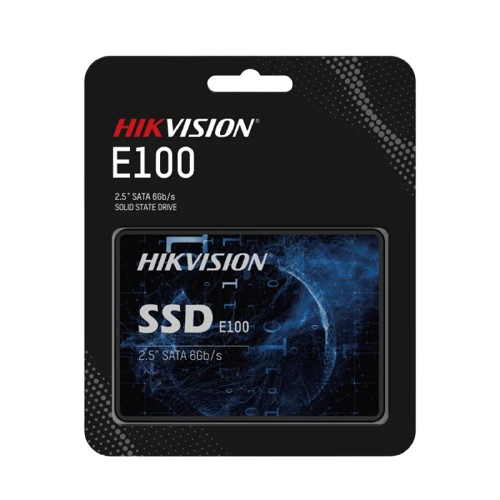 HIKVISION®
E100
2.5" SATA 6Gb/s
SOLID STATE DRIVE
HIKVISION
SSD E100
2.5" SATA 6Gb/s